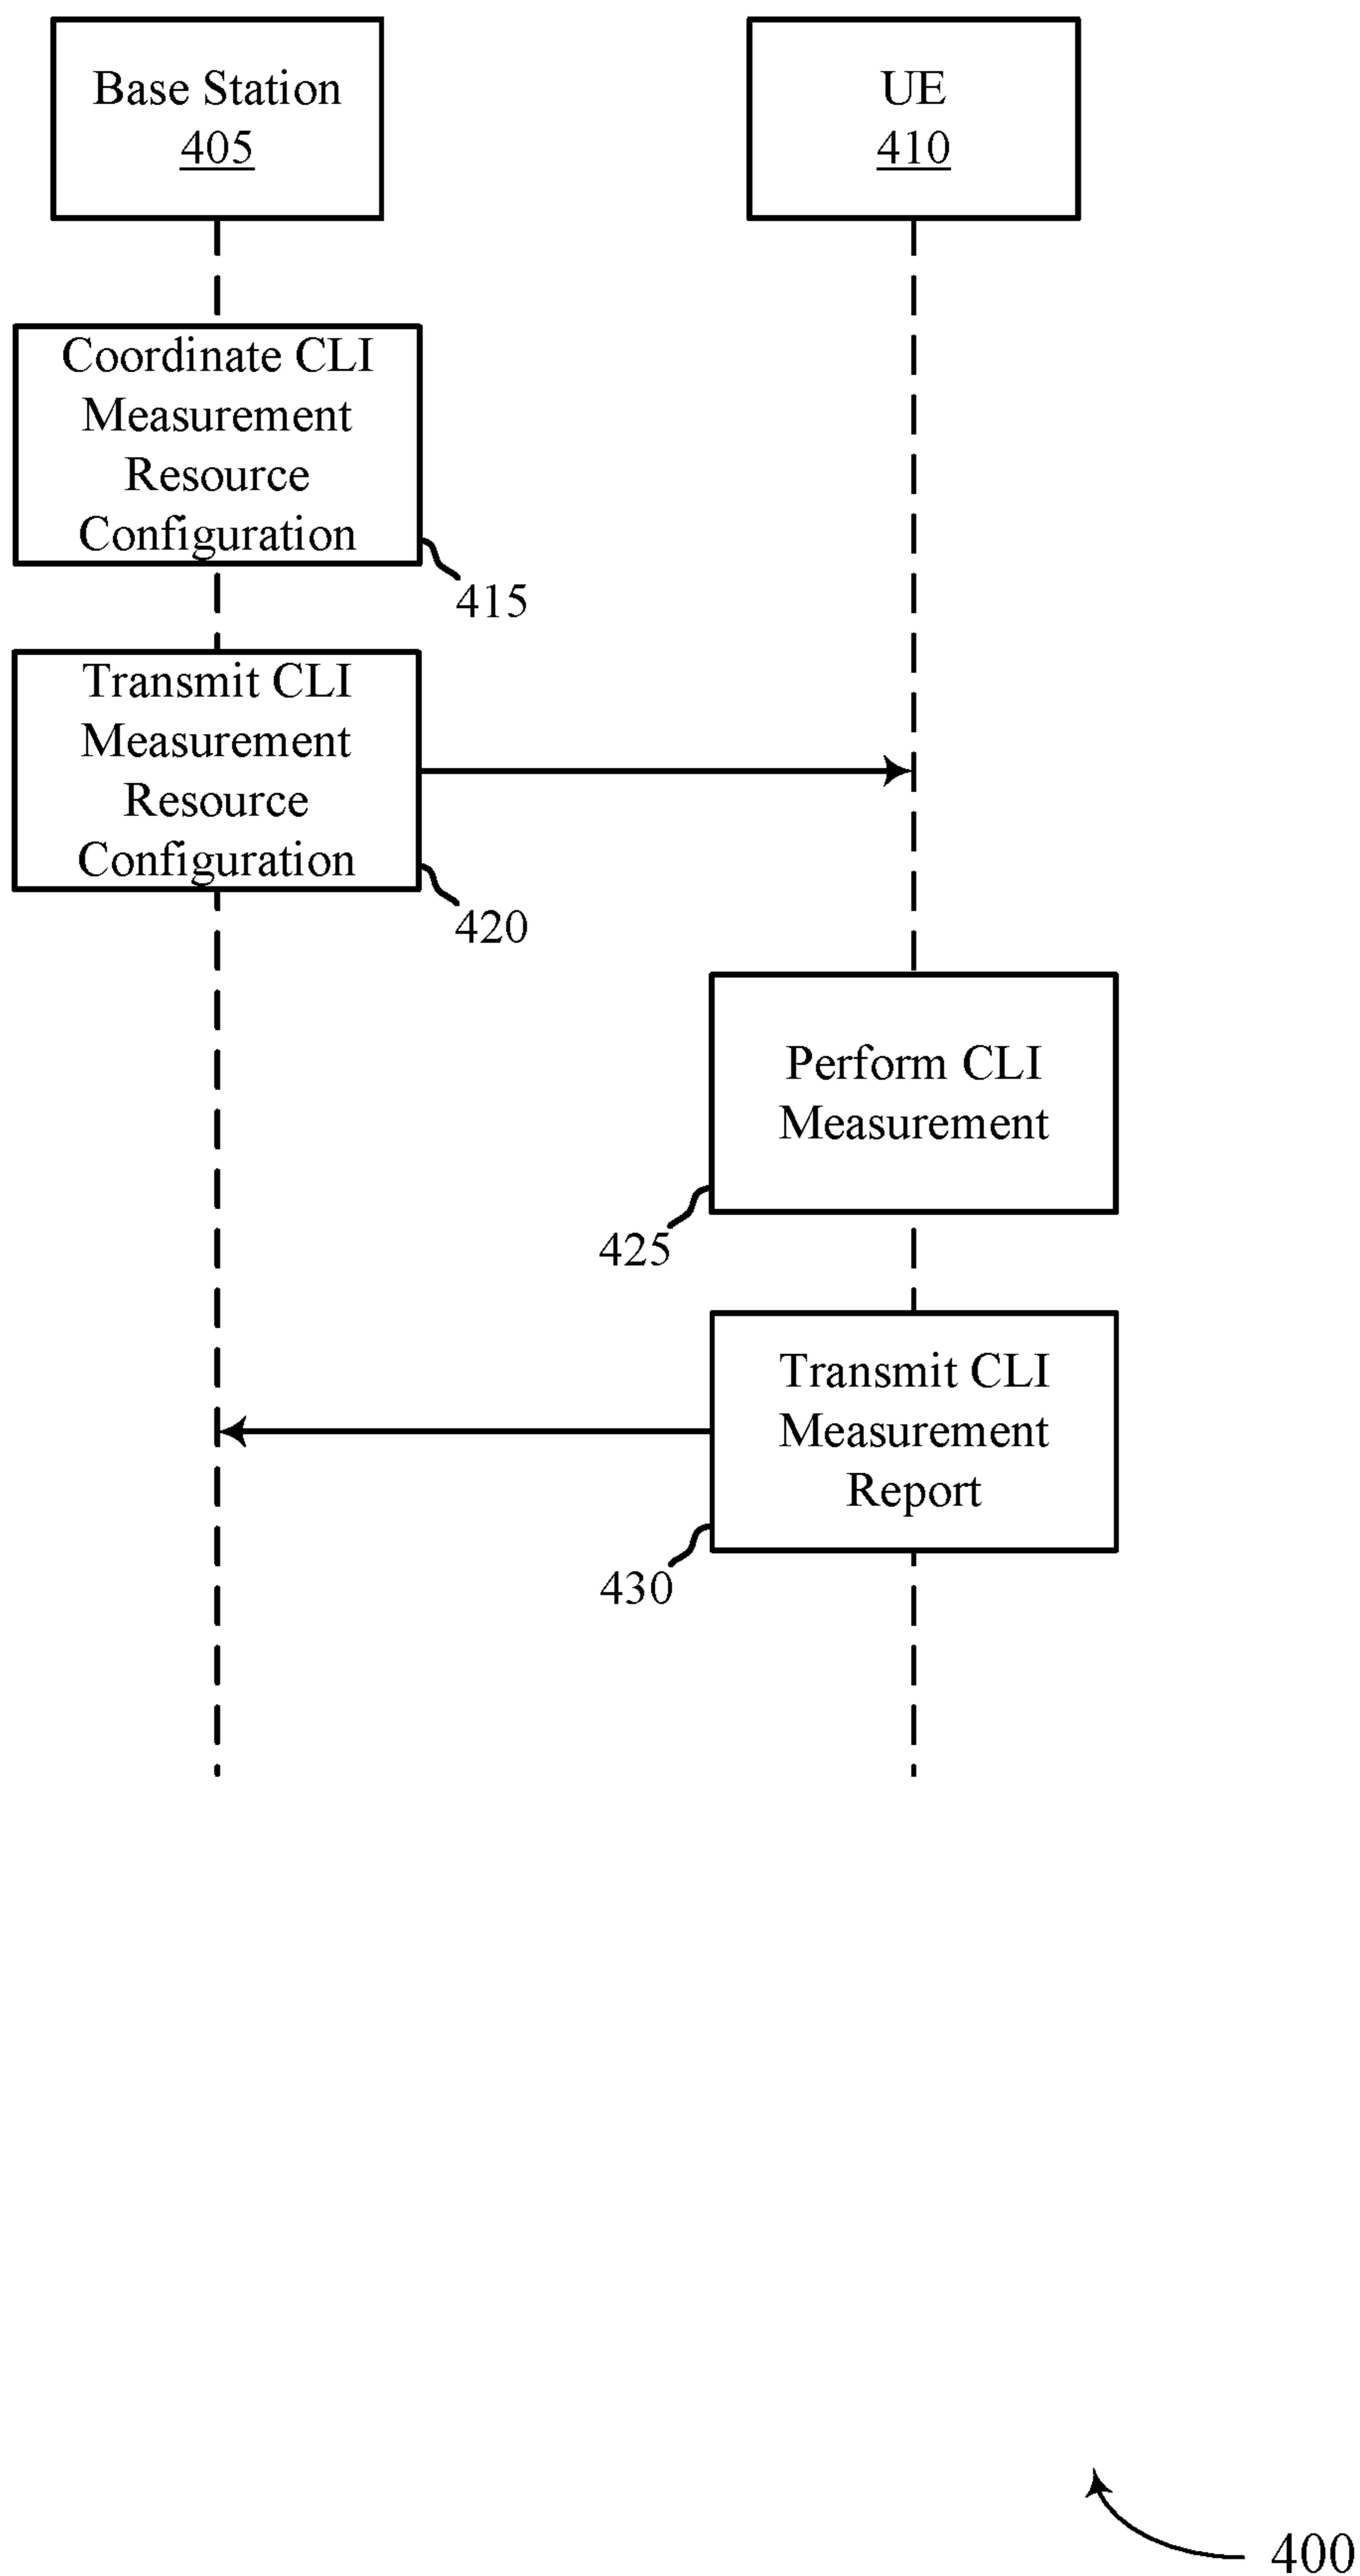 Base Station
405
UE
410
Coordinate CLI
Measurement
Resource
Configuration
415
Transmit CLI
Measurement
Resource
Configuration
420
Perform CLI
Measurement
425
Transmit CLI
Measurement
Report
430
400